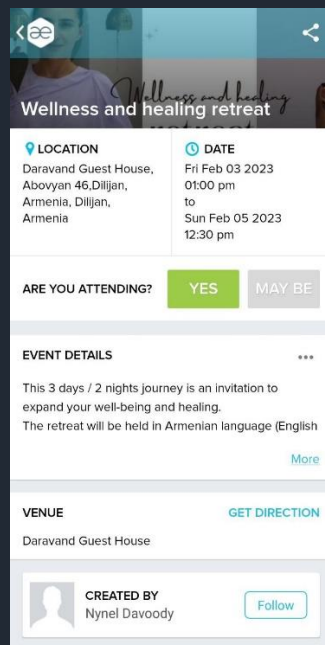 æ
Wellness and healing
Wellness and healing retreat
LOCATION
Daravand Guest House,
Abovyan 46,Dilijan,
Armenia, Dilijan,
Armenia
DATE
Fri Feb 03 2023
01:00 pm
to
Sun Feb 05 2023
12:30 pm
ARE YOU ATTENDING?
YES
MAY BE
EVENT DETAILS
This 3 days / 2 nights journey is an invitation to
expand your well-being and healing.
The retreat will be held in Armenian language (English
More
VENUE
GET DIRECTION
Daravand Guest House
CREATED BY
Nynel Davoody
Follow